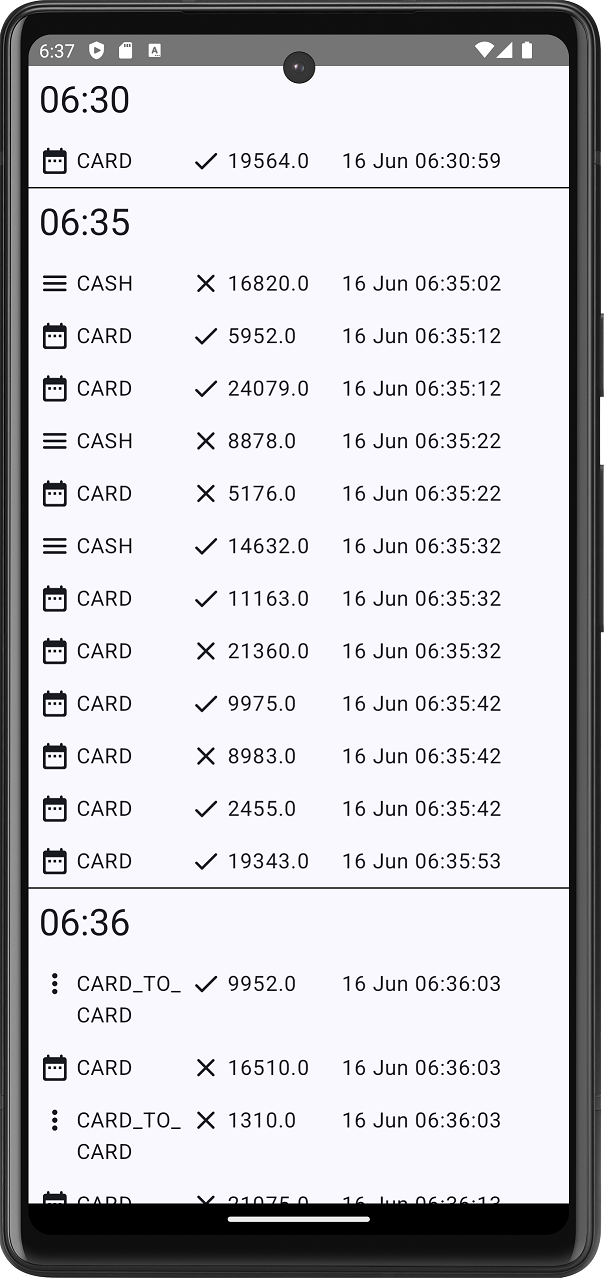 6:37
06:30
CARD 19564.0 16 Jun 06:30:59
06:35
CASH 16820.0 16 Jun 06:35:02
CARD 5952.0 16 Jun 06:35:12
CARD 24079.0 16 Jun 06:35:12
CASH 8878.0 16 Jun 06:35:22
CARD 5176.0 16 Jun 06:35:22
CASH 14632.0 16 Jun 06:35:32
CARD 11163.0 16 Jun 06:35:32
CARD 21360.0 16 Jun 06:35:32
CARD 9975.0 16 Jun 06:35:42
CARD 8983.0 16 Jun 06:35:42
CARD 2455.0 16 Jun 06:35:42
CARD 19343.0 16 Jun 06:35:53
06:36
CARD_TO_ 9952.0 16 Jun 06:36:03
CARD
CARD 16510.0 16 Jun 06:36:03
CARD_TO_ 1310.0 16 Jun 06:36:03
CARD
CARD 16 Jun